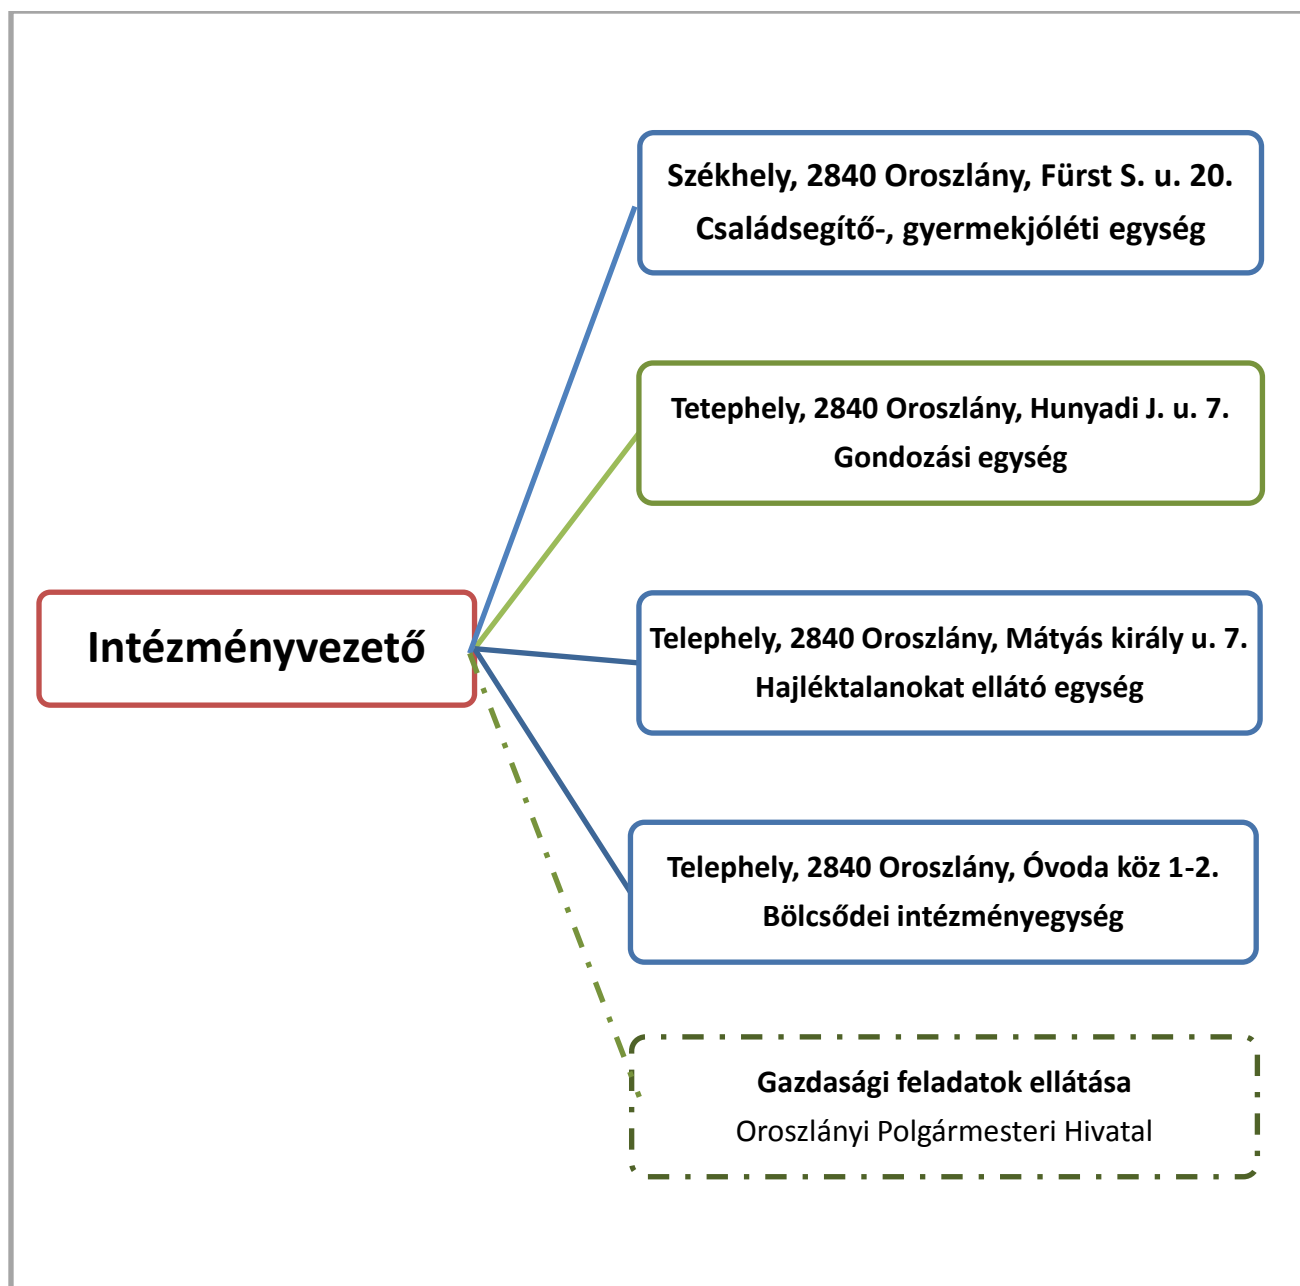 Székhely, 2840 Oroszlány, Fürst S. u. 20.
Családsegítő-, gyermekjóléti egység
Tetephely, 2840 Oroszlány, Hunyadi J. u. 7.
Gondozási egység
Intézményvezető
Telephely, 2840 Oroszlány, Mátyás király u. 7.
Hajléktalanokat ellátó egység
Telephely, 2840 Oroszlány, Óvoda köz 1-2.
Bölcsődei intézményegység
Gazdasági feladatok ellátása
Oroszlányi Polgármesteri Hivatal